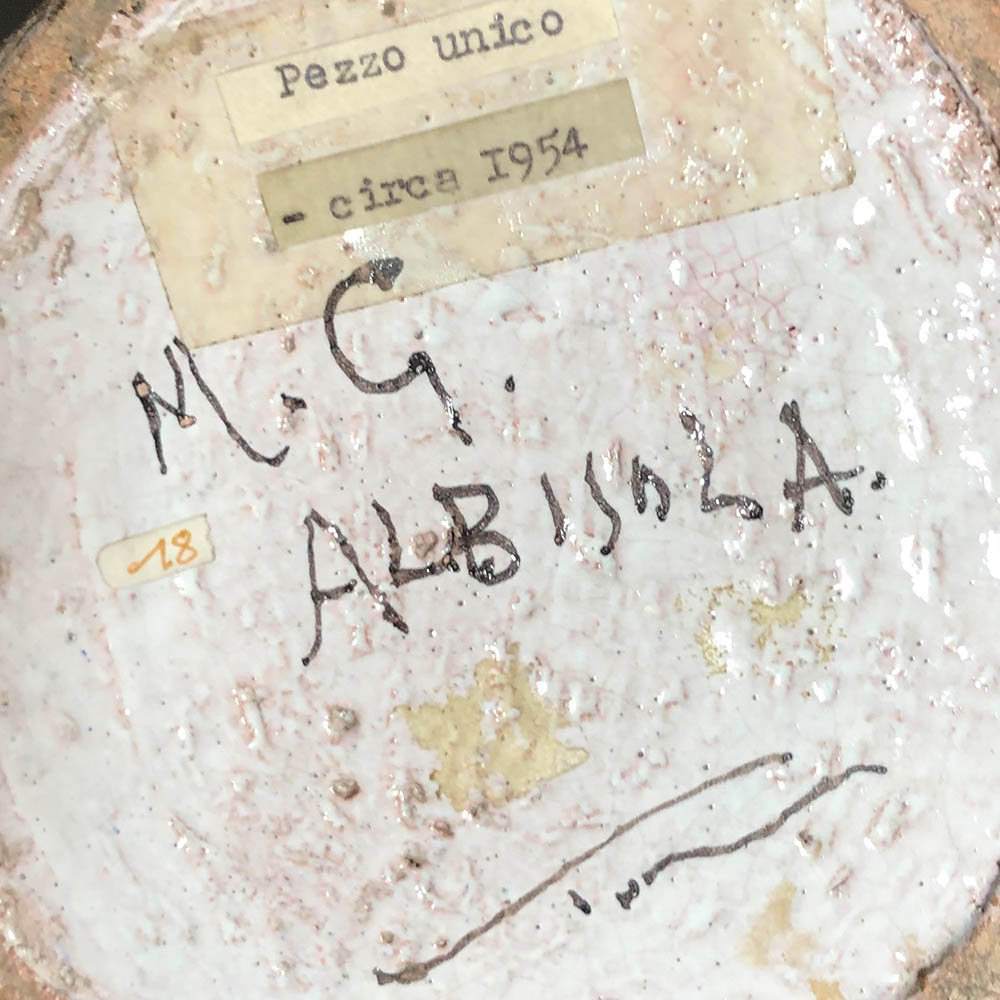 Pezzo unico
- circa I954
M. G.
ALBISOLA.
18